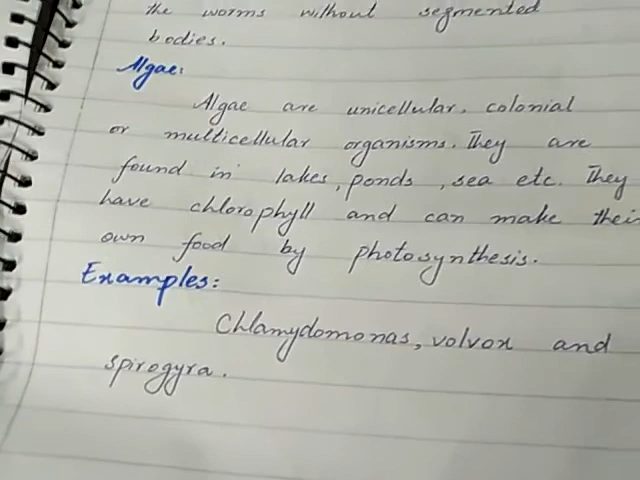 the worms without segmented
bodies.
Algae:
Algae are unicellular, colonial
or multicellular organisms. They are
found in lakes, ponds, sea etc. They
have chlorophyll and can make their
own food by photosynthesis.
Examples:
Chlamydomonas, volvox and
spirogyra.